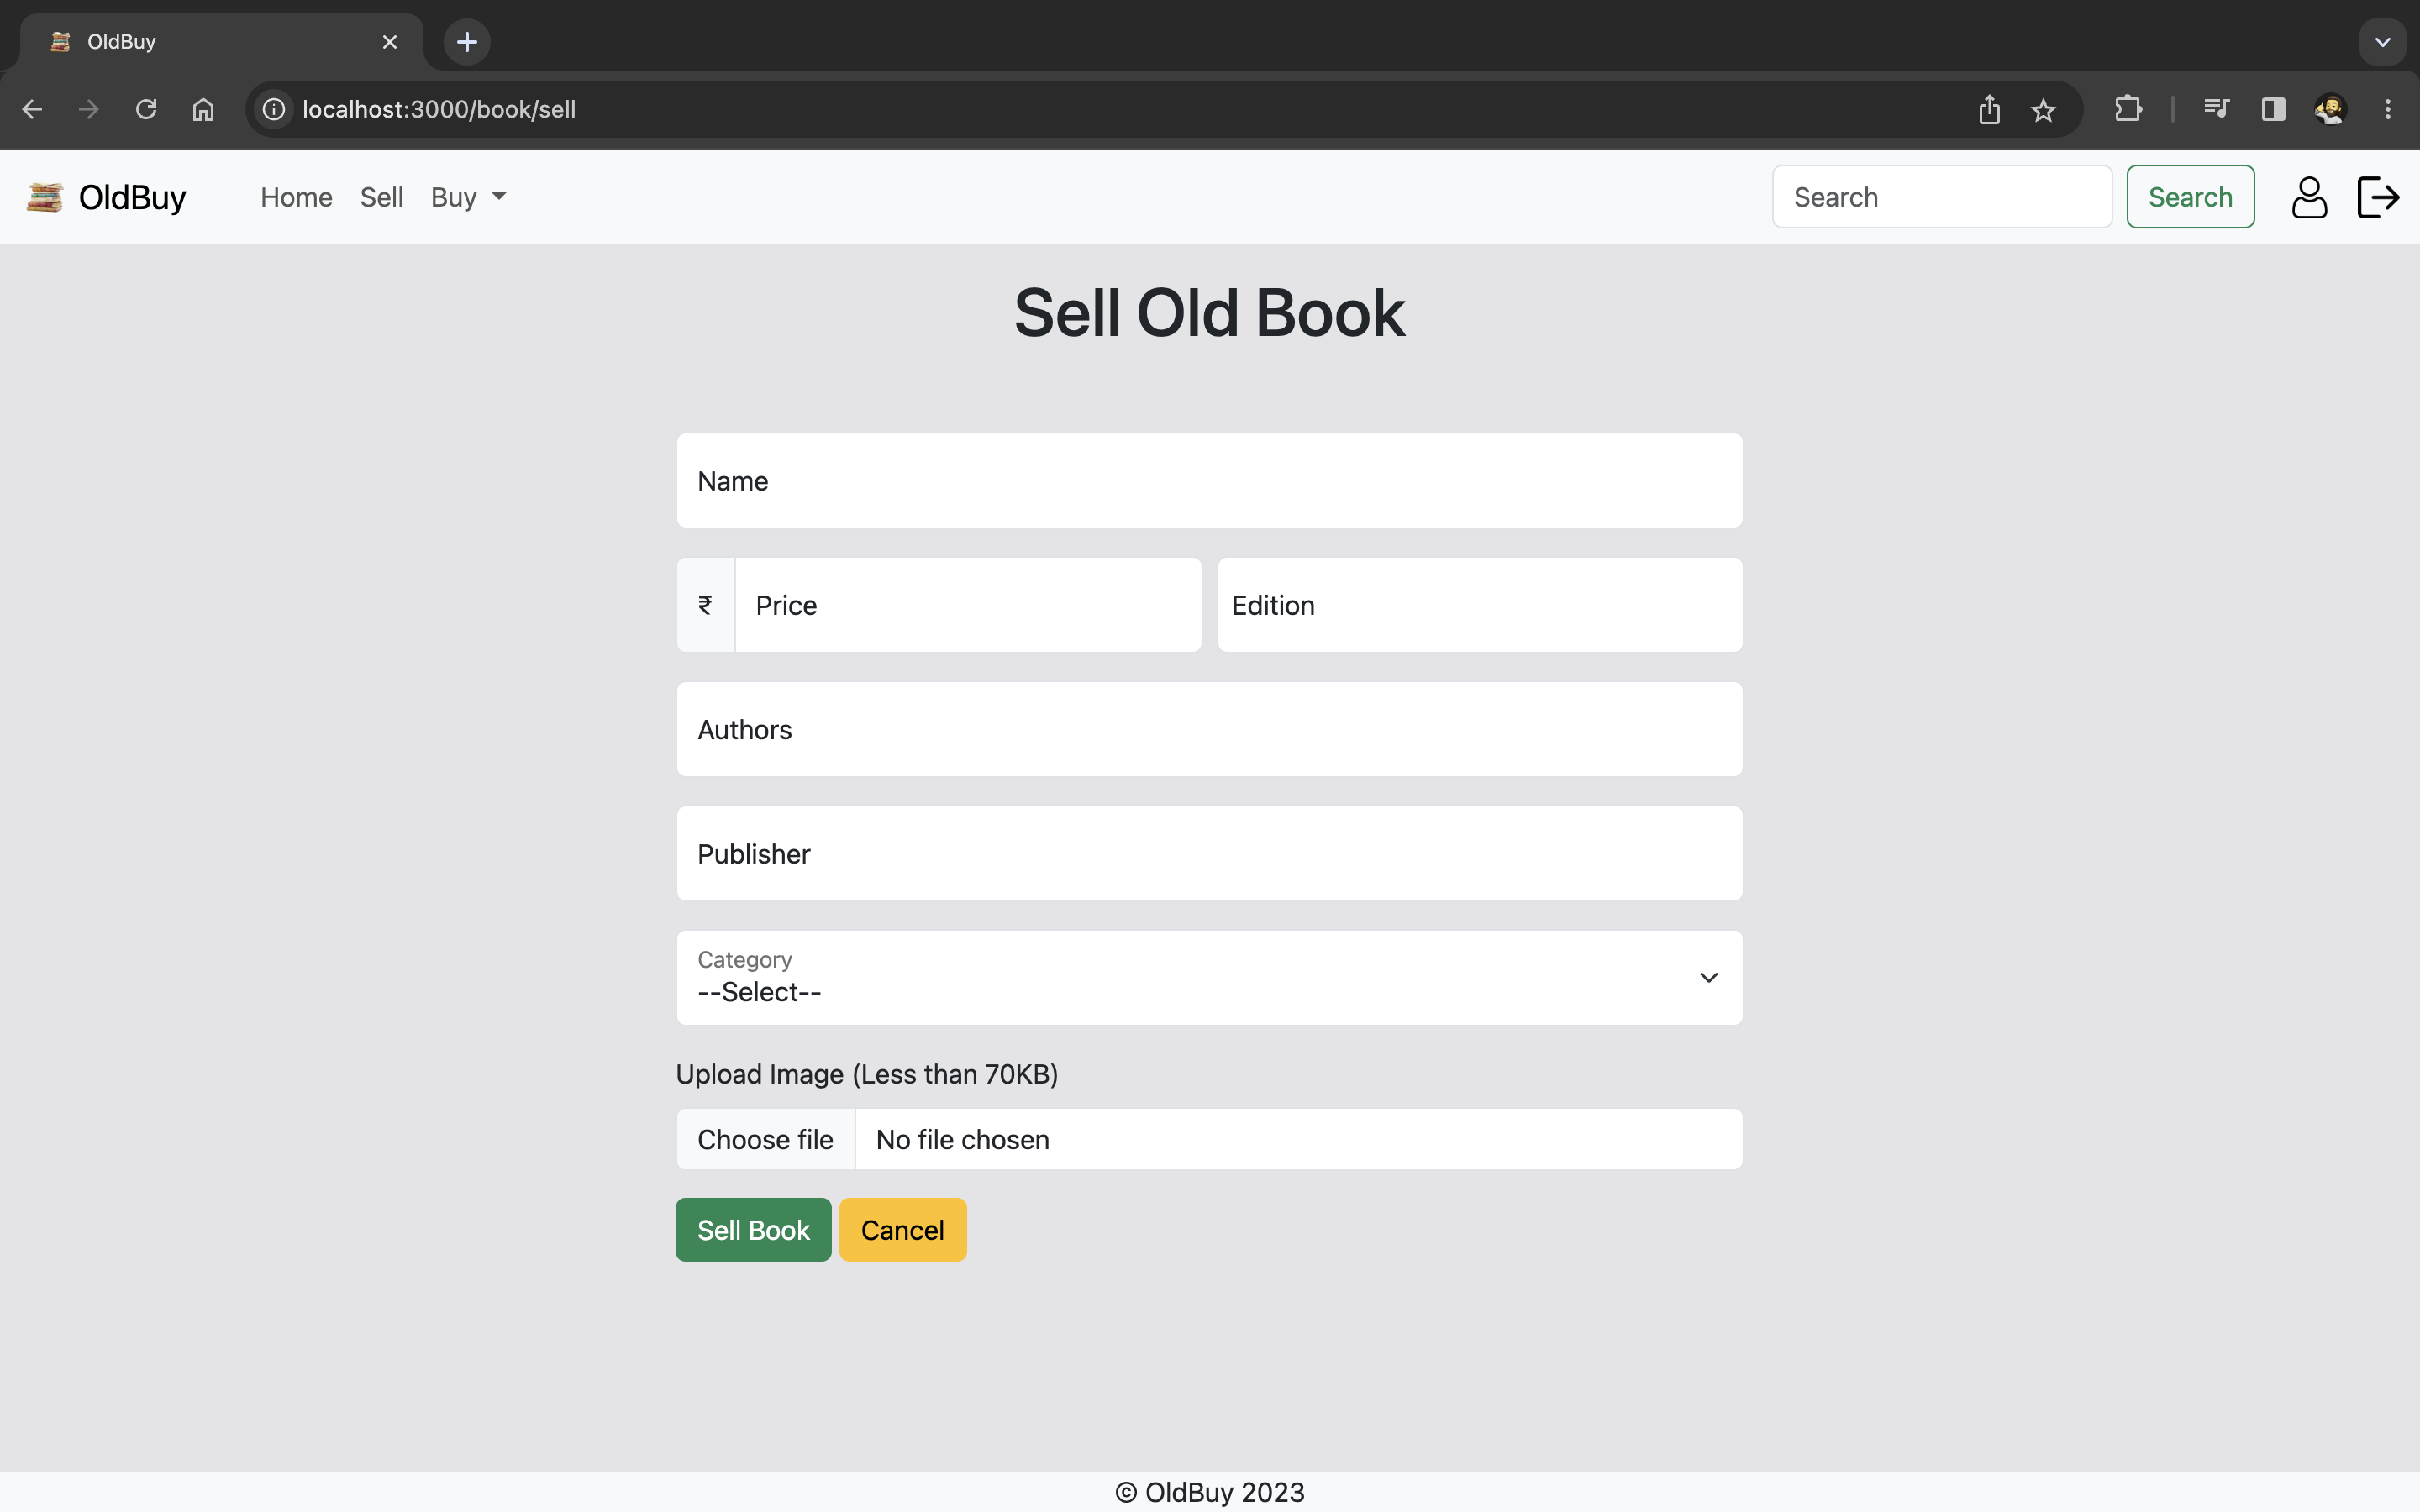 OldBuy
localhost:3000/book/sell
OldBuy Home Sell Buy Search Search
Sell Old Book
Name
₹ Price Edition
Authors
Publisher
Category
--Select--
Upload Image (Less than 70KB)
Choose file No file chosen
Sell Book Cancel
© OldBuy 2023